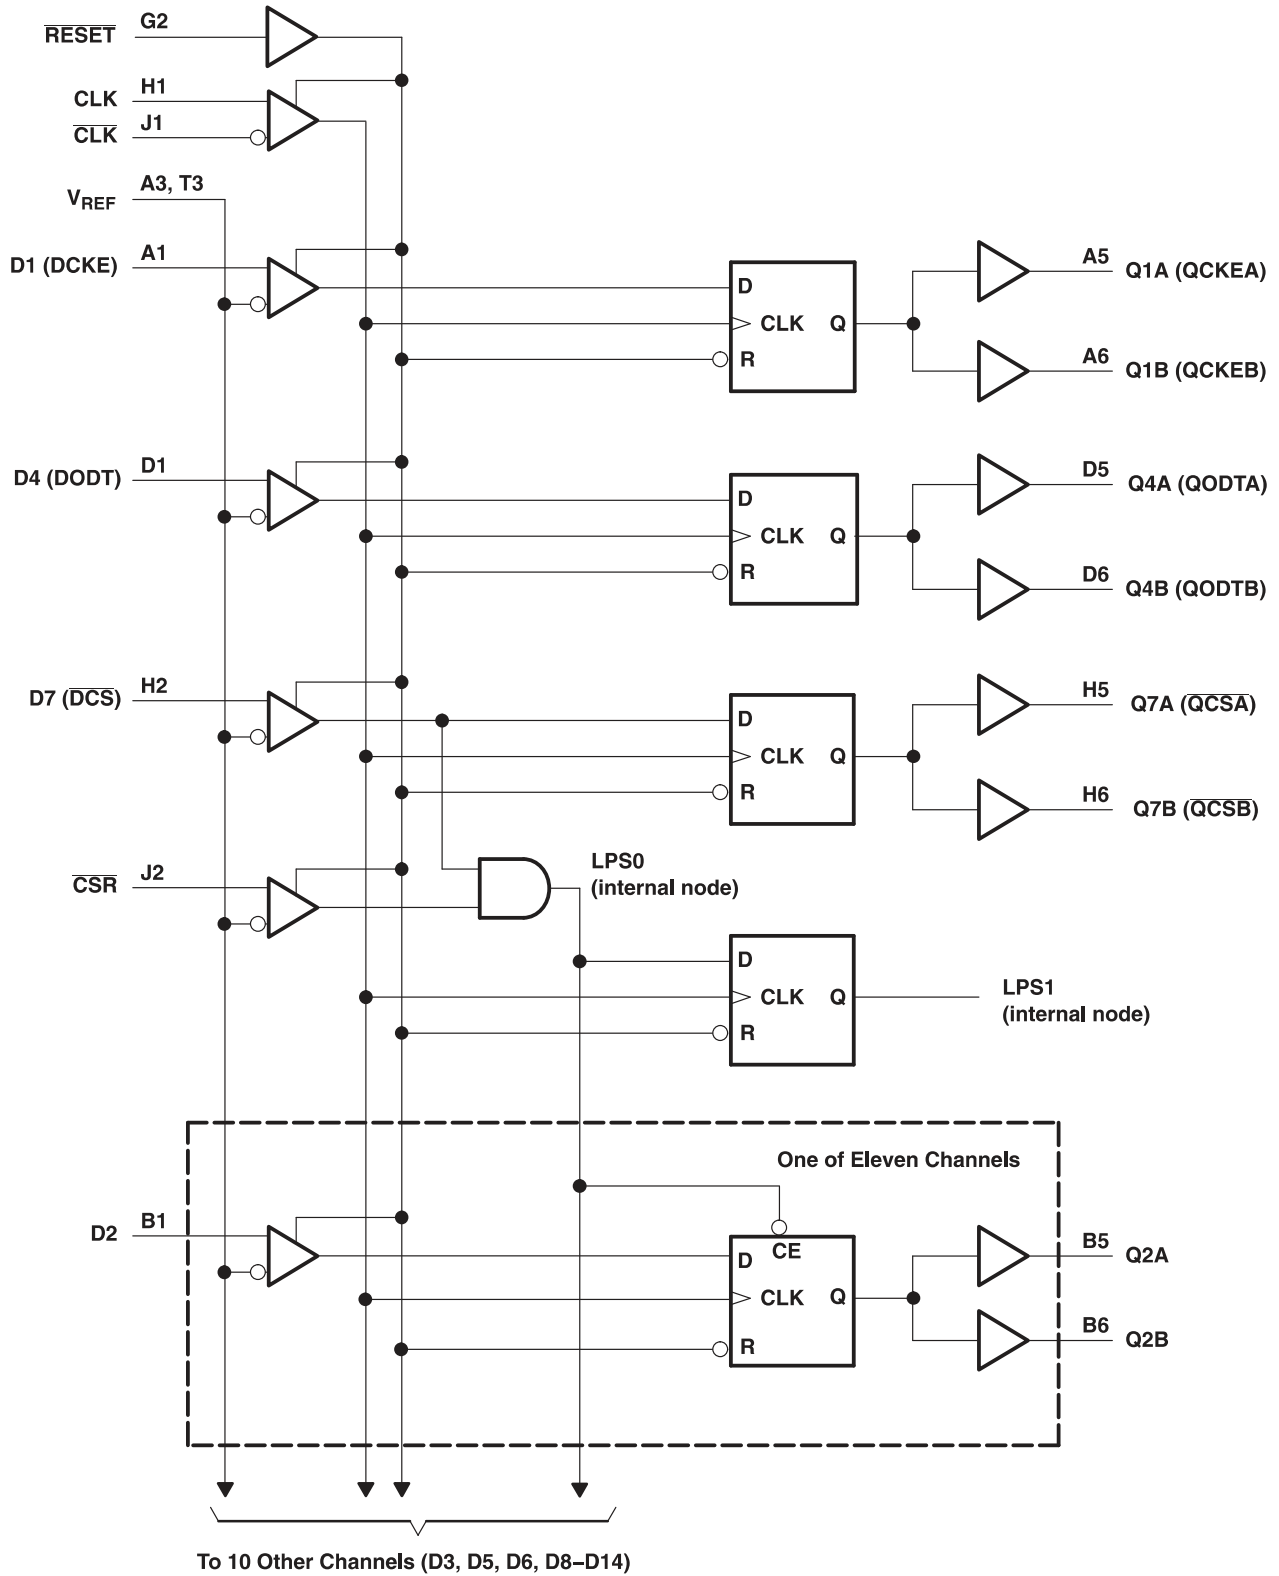 RESET G2
CLK H1
CLK J1
VREF A3, T3
D1 (DCKE) A1
D
CLK Q
R
A5 Q1A (QCKEA)
A6 Q1B (QCKEB)
D4 (DODT) D1
D
CLK Q
R
D5 Q4A (QODTA)
D6 Q4B (QODTB)
D7 (DCS) H2
D
CLK Q
R
H5 Q7A (QCSA)
H6 Q7B (QCSB)
CSR J2
LPS0
(internal node)
D
CLK Q
R
LPS1
(internal node)
One of Eleven Channels
D2 B1
CE
D
CLK Q
R
B5 Q2A
B6 Q2B
To 10 Other Channels (D3, D5, D6, D8–D14)